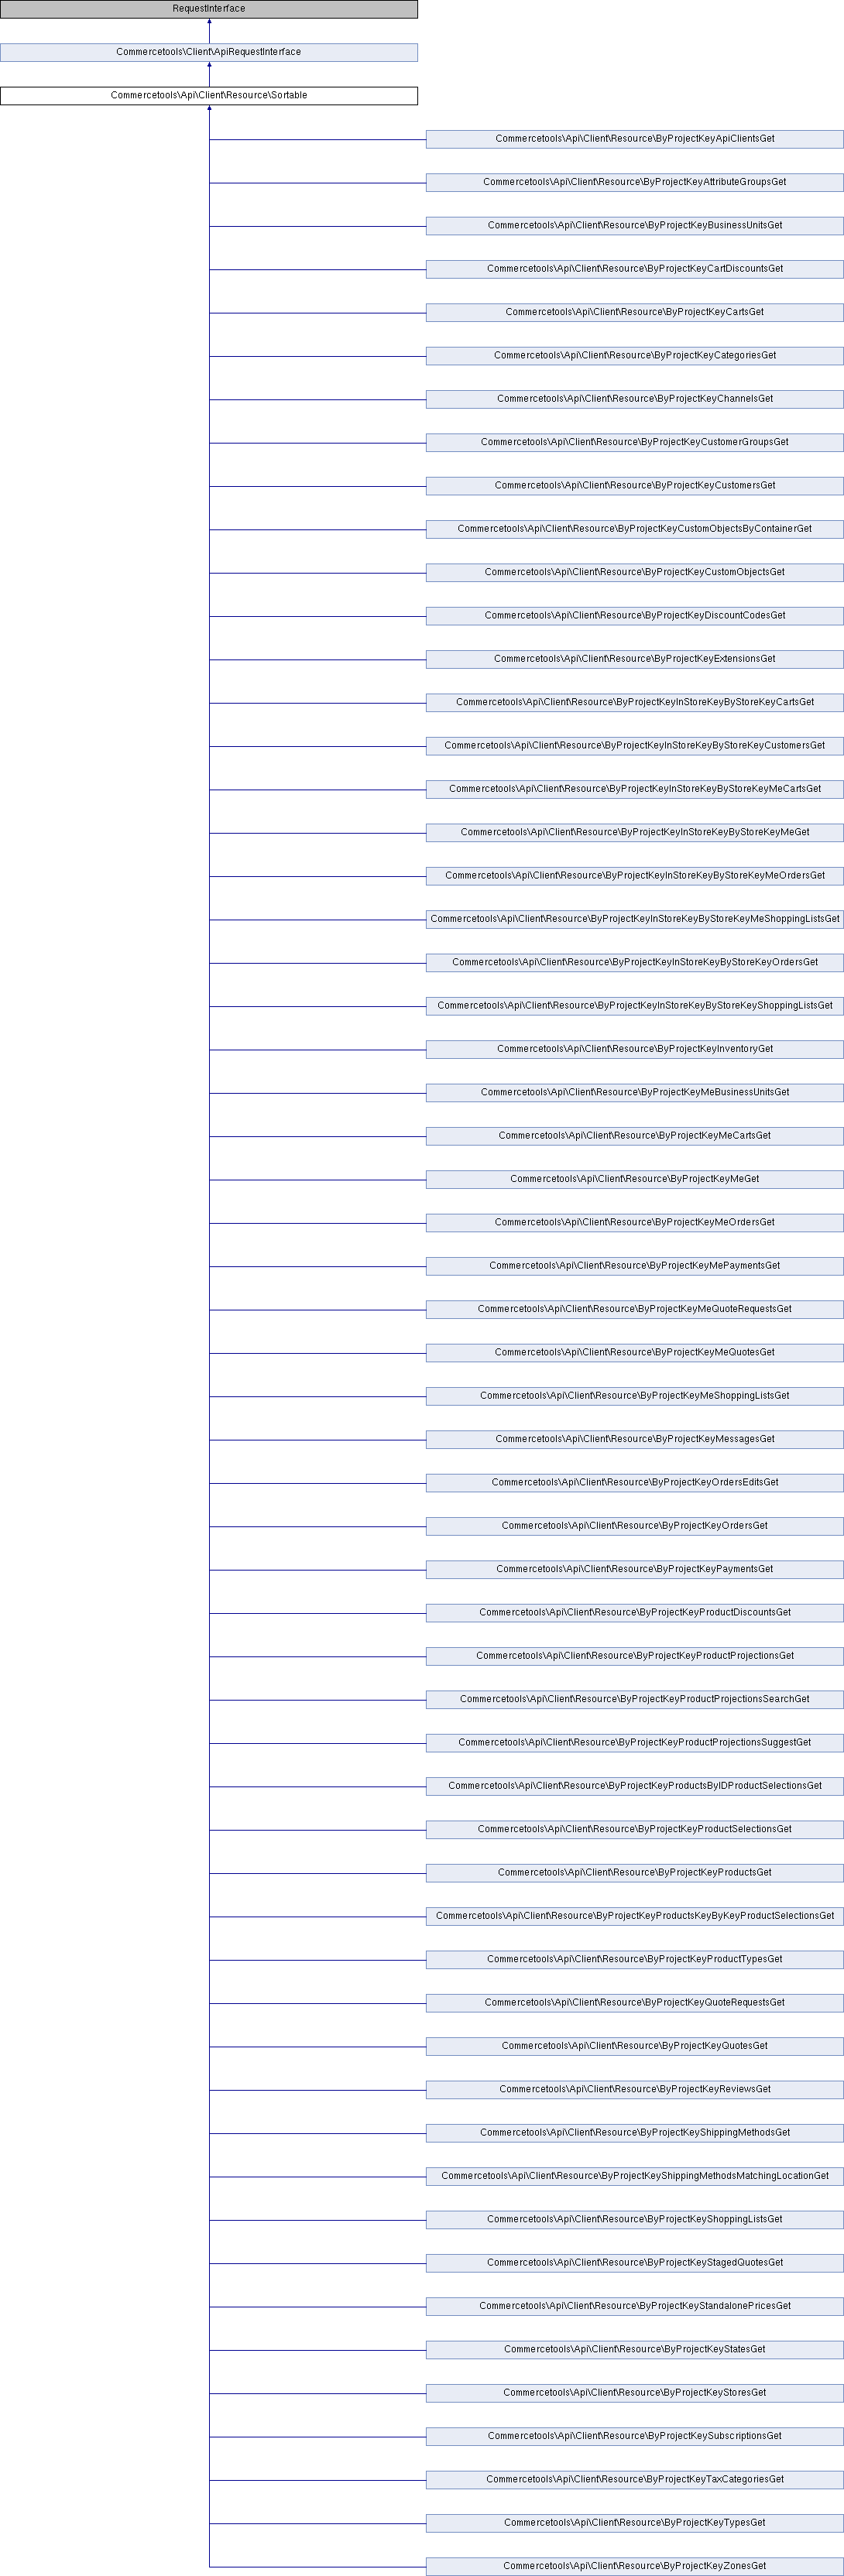 RequestInterface
Commercetools\Client\ApiRequestInterface
Commercetools\Api\Client\Resource\Sortable
Commercetools\Api\Client\Resource\ByProjectKeyApiClientsGet
Commercetools\Api\Client\Resource\ByProjectKeyAttributeGroupsGet
Commercetools\Api\Client\Resource\ByProjectKeyBusinessUnitsGet
Commercetools\Api\Client\Resource\ByProjectKeyCartDiscountsGet
Commercetools\Api\Client\Resource\ByProjectKeyCartsGet
Commercetools\Api\Client\Resource\ByProjectKeyCategoriesGet
Commercetools\Api\Client\Resource\ByProjectKeyChannelsGet
Commercetools\Api\Client\Resource\ByProjectKeyCustomerGroupsGet
Commercetools\Api\Client\Resource\ByProjectKeyCustomersGet
Commercetools\Api\Client\Resource\ByProjectKeyCustomObjectsByContainerGet
Commercetools\Api\Client\Resource\ByProjectKeyCustomObjectsGet
Commercetools\Api\Client\Resource\ByProjectKeyDiscountCodesGet
Commercetools\Api\Client\Resource\ByProjectKeyExtensionsGet
Commercetools\Api\Client\Resource\ByProjectKeyInStoreKeyByStoreKeyCartsGet
Commercetools\Api\Client\Resource\ByProjectKeyInStoreKeyByStoreKeyCustomersGet
Commercetools\Api\Client\Resource\ByProjectKeyInStoreKeyByStoreKeyMeCartsGet
Commercetools\Api\Client\Resource\ByProjectKeyInStoreKeyByStoreKeyMeGet
Commercetools\Api\Client\Resource\ByProjectKeyInStoreKeyByStoreKeyMeOrdersGet
Commercetools\Api\Client\Resource\ByProjectKeyInStoreKeyByStoreKeyMeShoppingListsGet
Commercetools\Api\Client\Resource\ByProjectKeyInStoreKeyByStoreKeyOrdersGet
Commercetools\Api\Client\Resource\ByProjectKeyInStoreKeyByStoreKeyShoppingListsGet
Commercetools\Api\Client\Resource\ByProjectKeyInventoryGet
Commercetools\Api\Client\Resource\ByProjectKeyMeBusinessUnitsGet
Commercetools\Api\Client\Resource\ByProjectKeyMeCartsGet
Commercetools\Api\Client\Resource\ByProjectKeyMeGet
Commercetools\Api\Client\Resource\ByProjectKeyMeOrdersGet
Commercetools\Api\Client\Resource\ByProjectKeyMePaymentsGet
Commercetools\Api\Client\Resource\ByProjectKeyMeQuoteRequestsGet
Commercetools\Api\Client\Resource\ByProjectKeyMeQuotesGet
Commercetools\Api\Client\Resource\ByProjectKeyMeShoppingListsGet
Commercetools\Api\Client\Resource\ByProjectKeyMessagesGet
Commercetools\Api\Client\Resource\ByProjectKeyOrdersEditsGet
Commercetools\Api\Client\Resource\ByProjectKeyOrdersGet
Commercetools\Api\Client\Resource\ByProjectKeyPaymentsGet
Commercetools\Api\Client\Resource\ByProjectKeyProductDiscountsGet
Commercetools\Api\Client\Resource\ByProjectKeyProductProjectionsGet
Commercetools\Api\Client\Resource\ByProjectKeyProductProjectionsSearchGet
Commercetools\Api\Client\Resource\ByProjectKeyProductProjectionsSuggestGet
Commercetools\Api\Client\Resource\ByProjectKeyProductsByIDProductSelectionsGet
Commercetools\Api\Client\Resource\ByProjectKeyProductSelectionsGet
Commercetools\Api\Client\Resource\ByProjectKeyProductsGet
Commercetools\Api\Client\Resource\ByProjectKeyProductsKeyByKeyProductSelectionsGet
Commercetools\Api\Client\Resource\ByProjectKeyProductTypesGet
Commercetools\Api\Client\Resource\ByProjectKeyQuoteRequestsGet
Commercetools\Api\Client\Resource\ByProjectKeyQuotesGet
Commercetools\Api\Client\Resource\ByProjectKeyReviewsGet
Commercetools\Api\Client\Resource\ByProjectKeyShippingMethodsGet
Commercetools\Api\Client\Resource\ByProjectKeyShippingMethodsMatchingLocationGet
Commercetools\Api\Client\Resource\ByProjectKeyShoppingListsGet
Commercetools\Api\Client\Resource\ByProjectKeyStagedQuotesGet
Commercetools\Api\Client\Resource\ByProjectKeyStandalonePricesGet
Commercetools\Api\Client\Resource\ByProjectKeyStatesGet
Commercetools\Api\Client\Resource\ByProjectKeyStoresGet
Commercetools\Api\Client\Resource\ByProjectKeySubscriptionsGet
Commercetools\Api\Client\Resource\ByProjectKeyTaxCategoriesGet
Commercetools\Api\Client\Resource\ByProjectKeyTypesGet
Commercetools\Api\Client\Resource\ByProjectKeyZonesGet